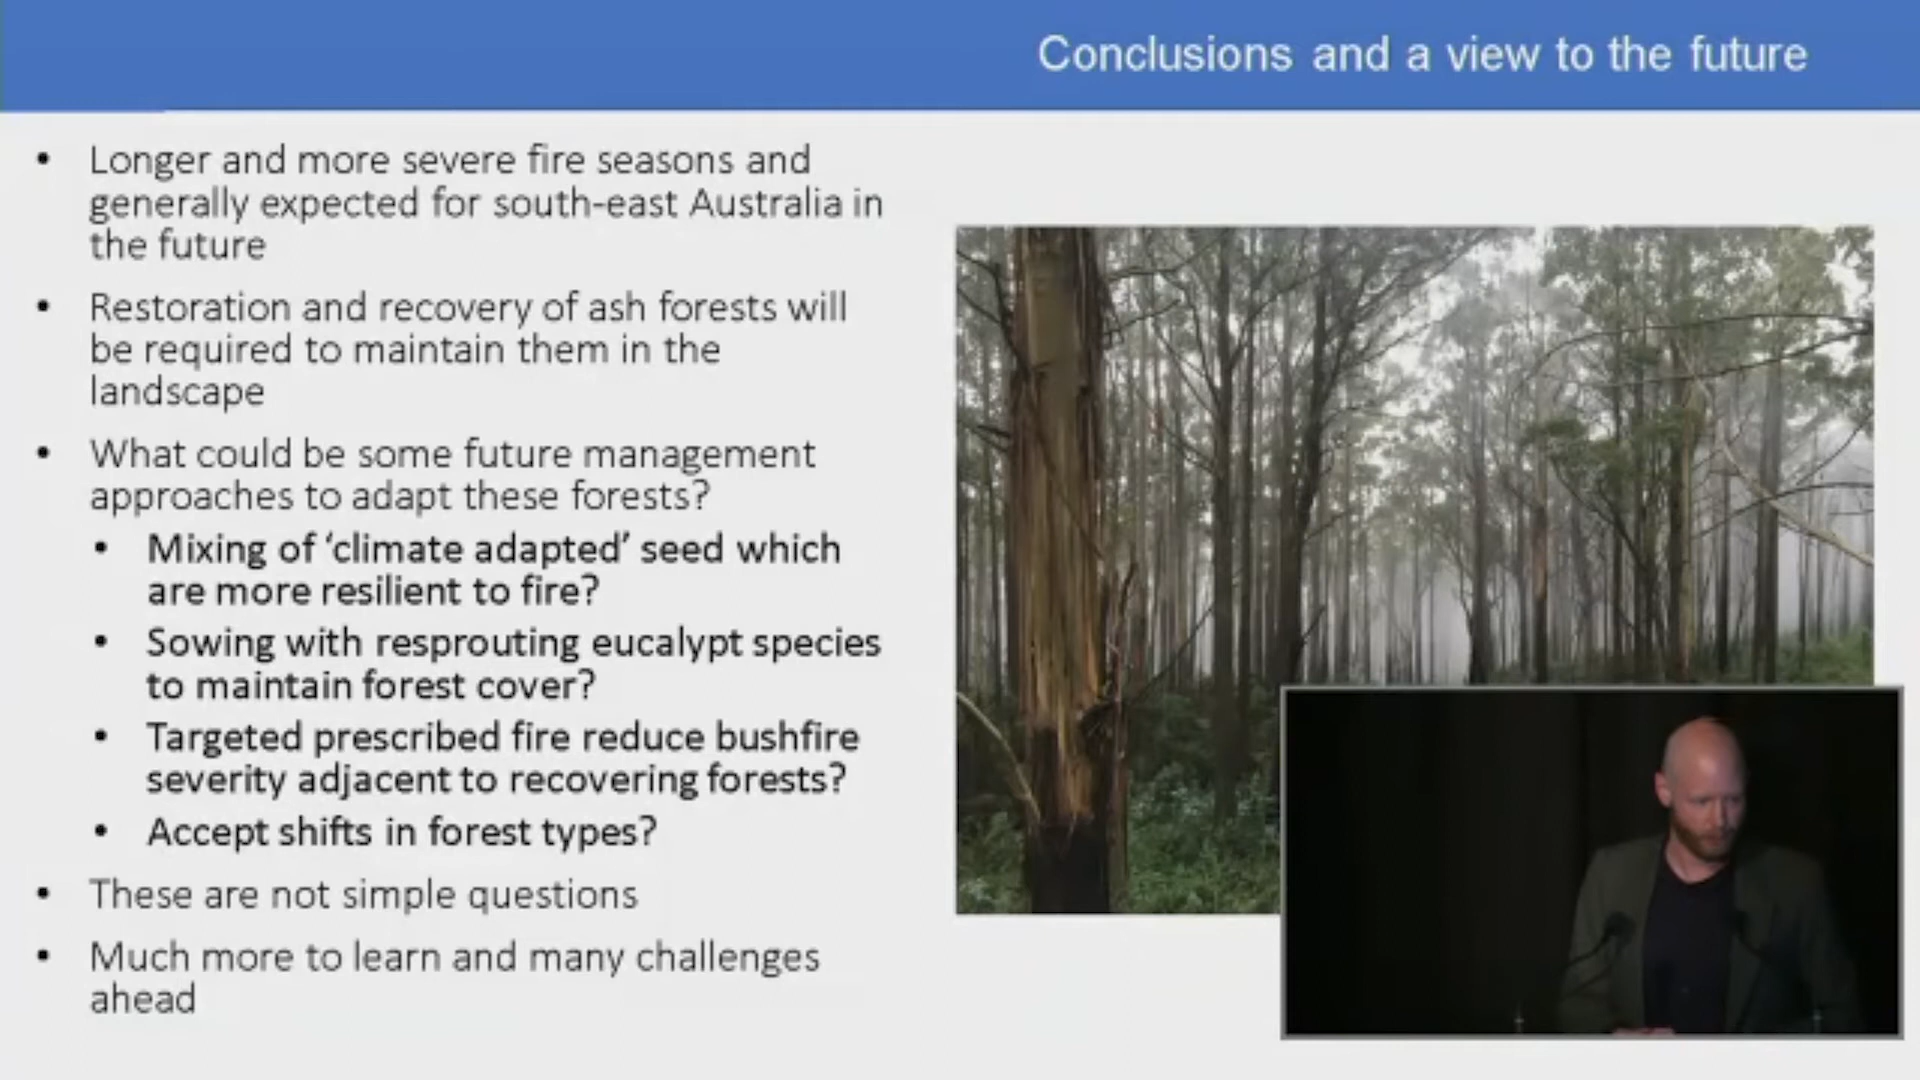 Conclusions and a view to the future
• Longer and more severe fire seasons and
generally expected for south-east Australia in
the future
• Restoration and recovery of ash forests will
be required to maintain them in the
landscape
• What could be some future management
approaches to adapt these forests?
• Mixing of ‘climate adapted’ seed which
are more resilient to fire?
• Sowing with resprouting eucalypt species
to maintain forest cover?
• Targeted prescribed fire reduce bushfire
severity adjacent to recovering forests?
• Accept shifts in forest types?
• These are not simple questions
• Much more to learn and many challenges
ahead